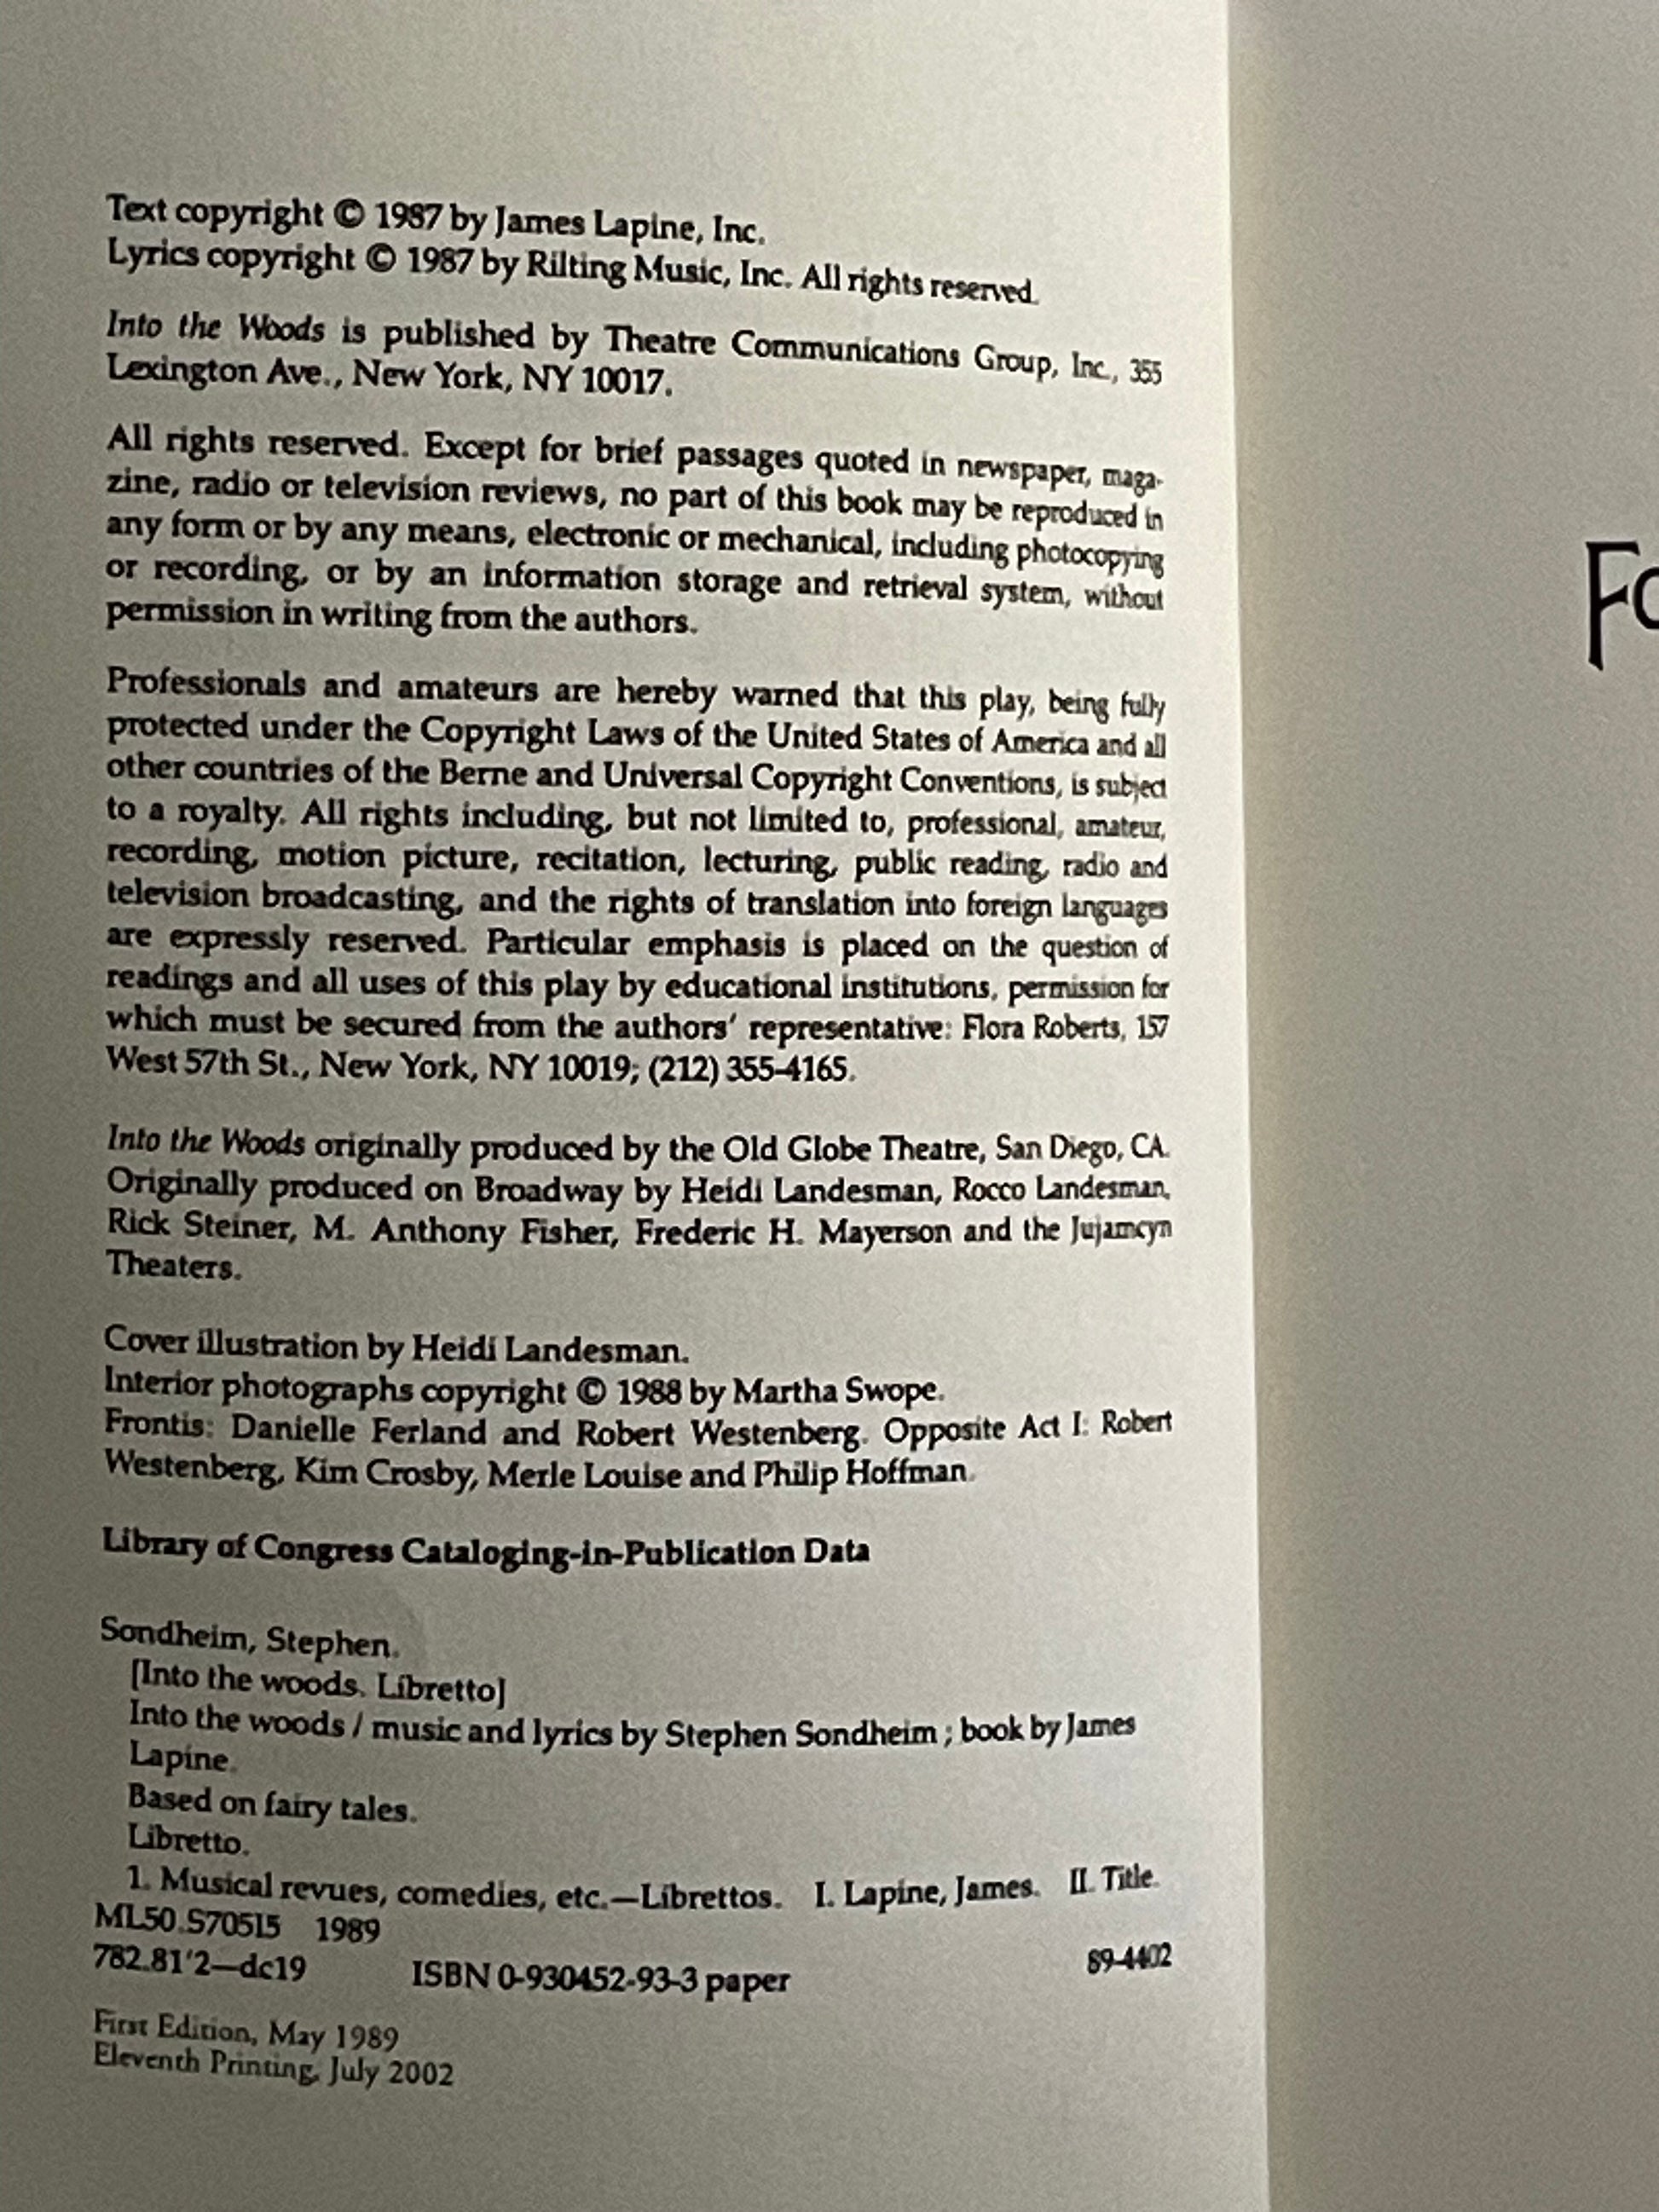 Text copyright © 1987 by James Lapine, Inc.
Lyrics copyright © 1987 by Rilting Music, Inc. All rights reserved.
Into the Woods is published by Theatre Communications Group, Inc., 355
Lexington Ave., New York, NY 10017.
All rights reserved. Except for brief passages quoted in newspaper, maga-
zine, radio or television reviews, no part of this book may be reproduced in
any form or by any means, electronic or mechanical, including photocopying
or recording, or by an information storage and retrieval system, without
permission in writing from the authors.
Professionals and amateurs are hereby warned that this play, being fully
protected under the Copyright Laws of the United States of America and all
other countries of the Berne and Universal Copyright Conventions, is subject
to a royalty. All rights including, but not limited to, professional, amateur,
recording, motion picture, recitation, lecturing, public reading, radio and
television broadcasting, and the rights of translation into foreign languages
are expressly reserved. Particular emphasis is placed on the question of
readings and all uses of this play by educational institutions, permission for
which must be secured from the authors' representative: Flora Roberts, 157
West 57th St., New York, NY 10019; (212) 355-4165.
Into the Woods originally produced by the Old Globe Theatre, San Diego, CA.
Originally produced on Broadway by Heidi Landesman, Rocco Landesman,
Rick Steiner, M. Anthony Fisher, Frederic H. Mayerson and the Jujamcyn
Theaters.
Cover illustration by Heidi Landesman.
Interior photographs copyright © 1988 by Martha Swope.
Frontis: Danielle Ferland and Robert Westenberg. Opposite Act I: Robert
Westenberg, Kim Crosby, Merle Louise and Philip Hoffman.
Library of Congress Cataloging-in-Publication Data
Sondheim, Stephen.
[Into the woods. Libretto]
Into the woods / music and lyrics by Stephen Sondheim ; book by James
Lapine.
Based on fairy tales.
Libretto.
1. Musical revues, comedies, etc.—Librettos. I. Lapine, James. II. Title.
ML50.S70515 1989
782.81'2—dc19 ISBN 0-930452-93-3 paper 89-4402
First Edition, May 1989
Eleventh Printing, July 2002
Fo